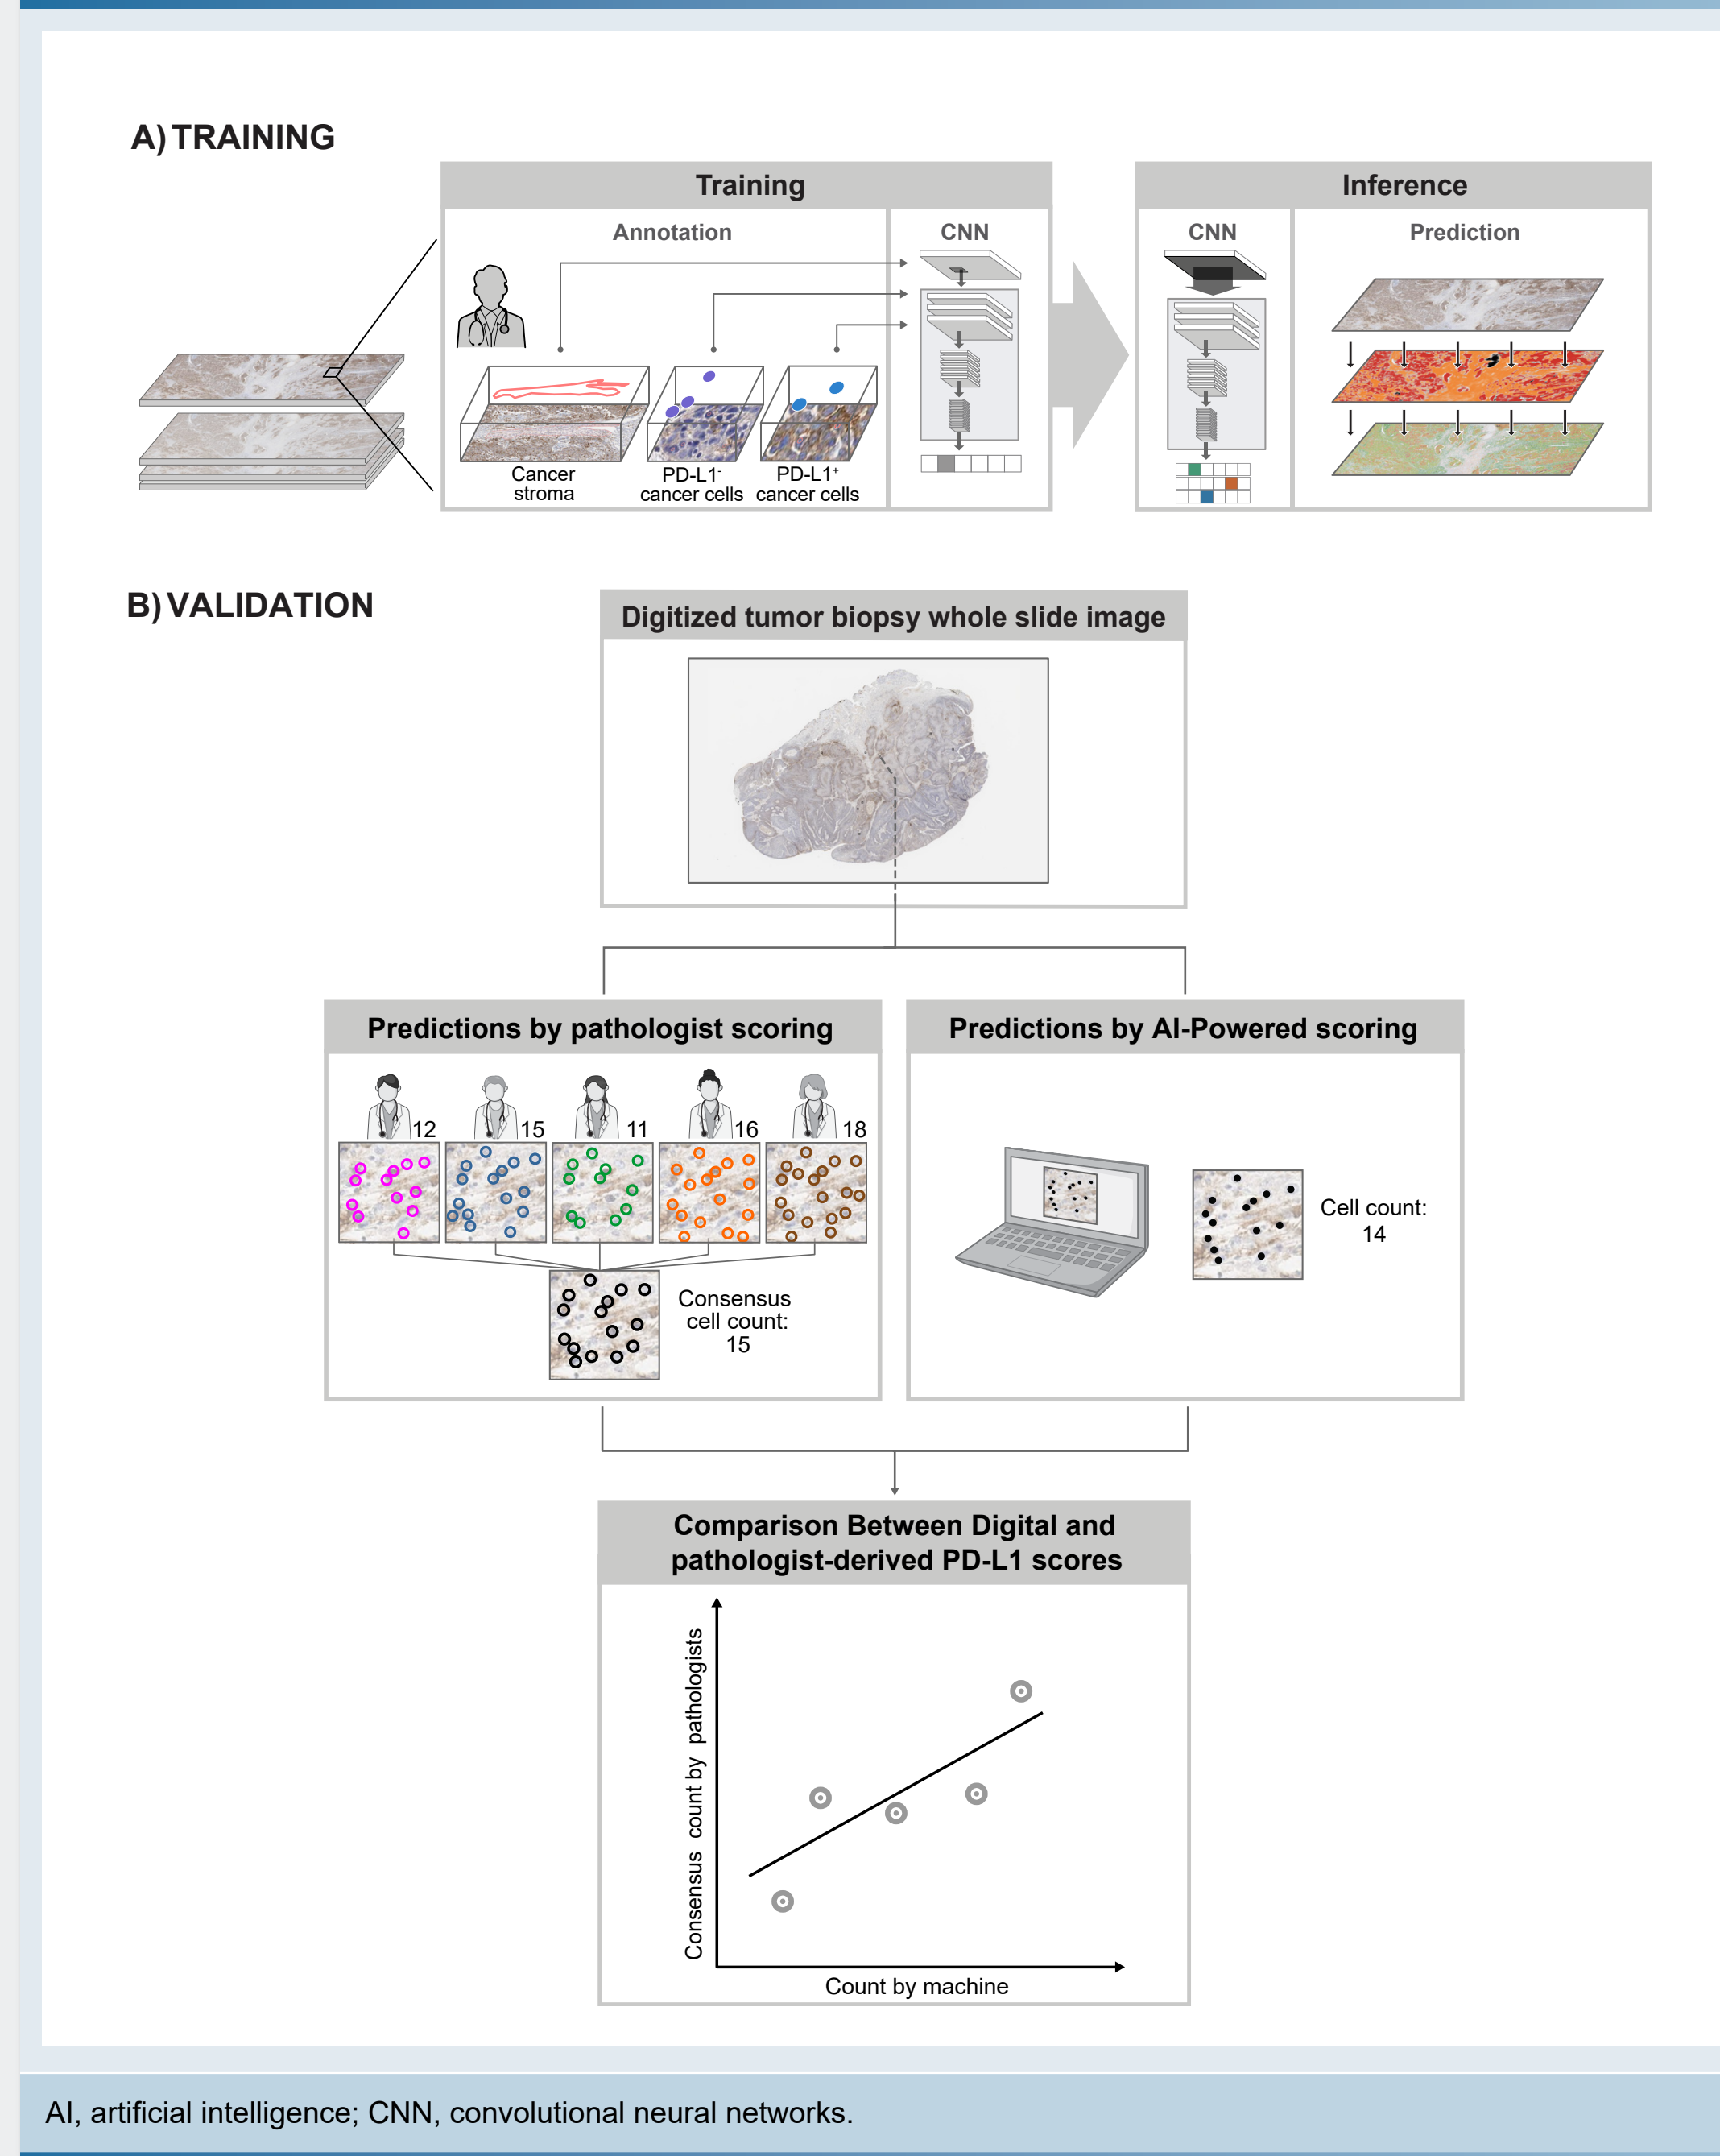 A) TRAINING
Training
Inference
Annotation
CNN
CNN
Prediction
Cancer
stroma
PD-L1-
cancer cells
PD-L1+
cancer cells
B) VALIDATION
Digitized tumor biopsy whole slide image
Predictions by pathologist scoring
12
15
11
16
18
Consensus
cell count:
15
Predictions by AI-Powered scoring
Cell count:
14
Comparison Between Digital and
pathologist-derived PD-L1 scores
Consensus count by pathologists
Count by machine
AI, artificial intelligence; CNN, convolutional neural networks.